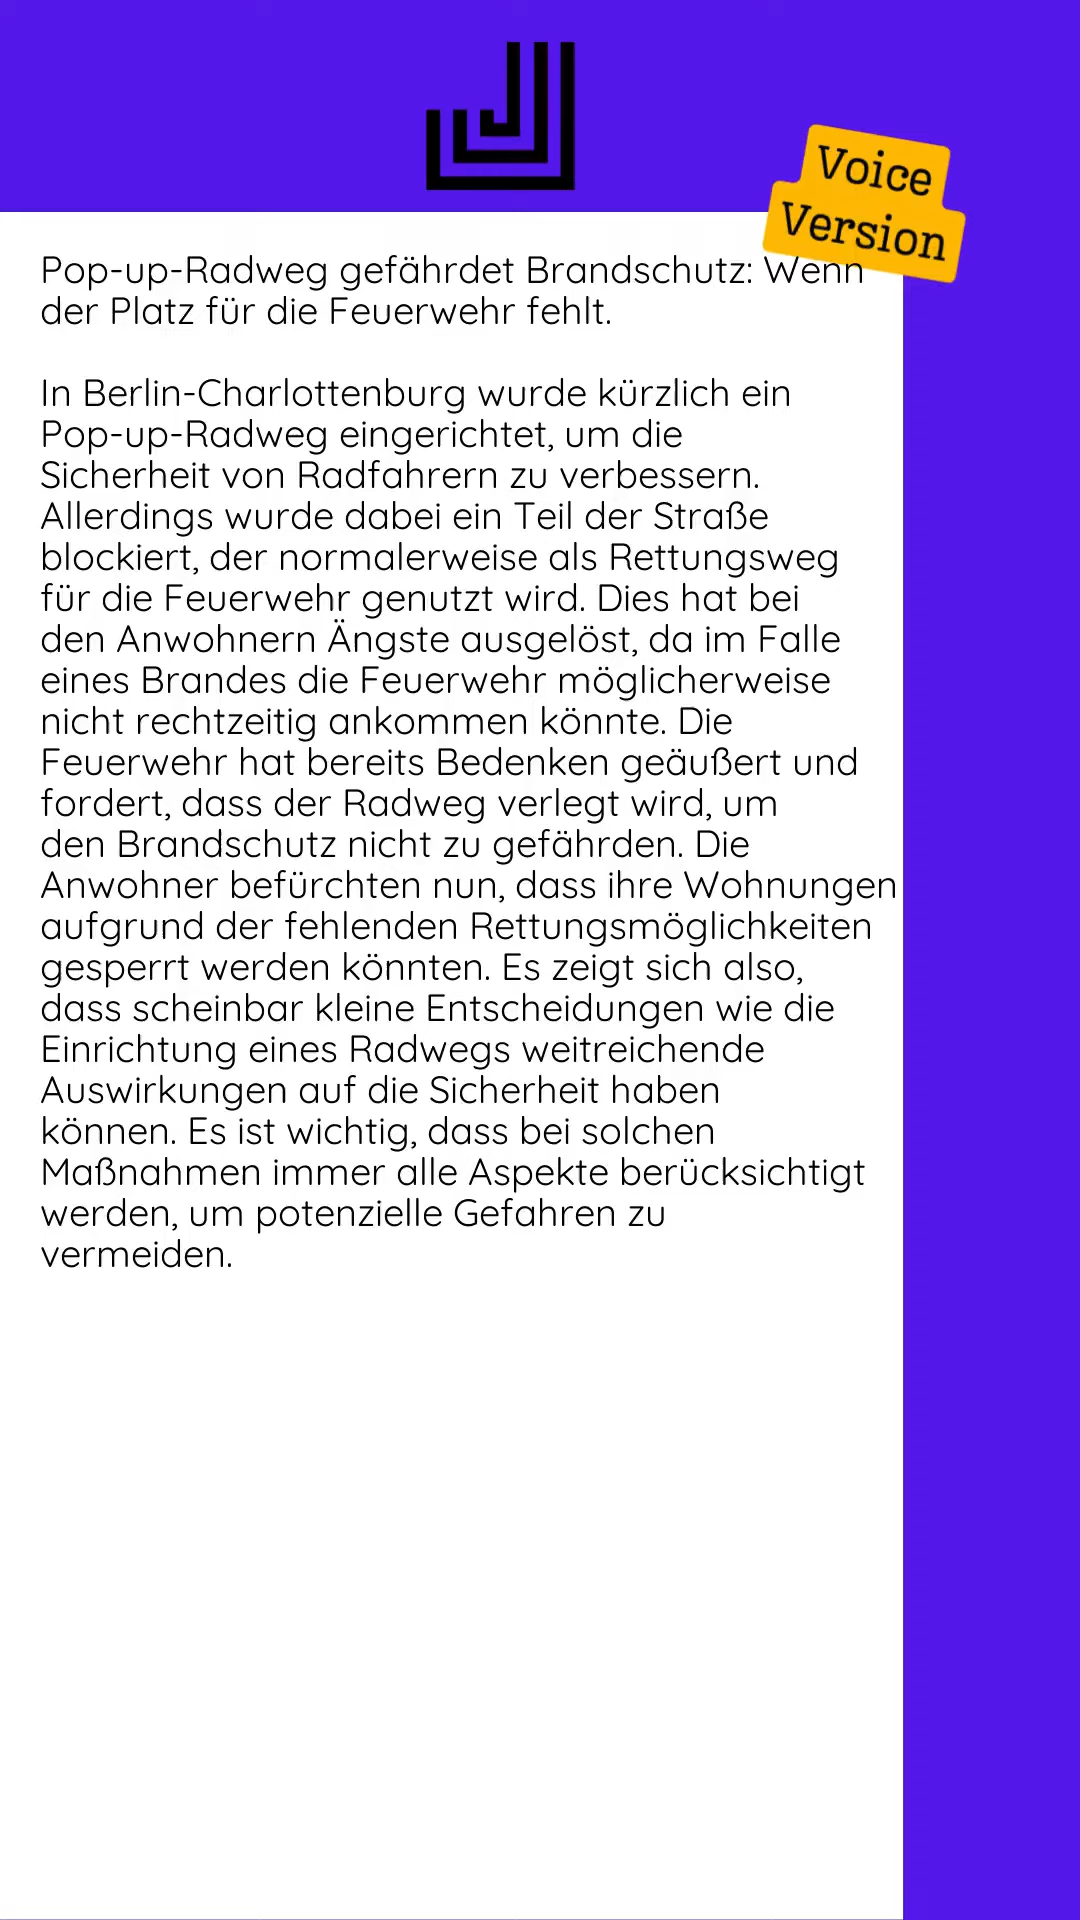 Voice
Version
Pop-up-Radweg gefährdet Brandschutz: Wenn
der Platz für die Feuerwehr fehlt.
In Berlin-Charlottenburg wurde kürzlich ein
Pop-up-Radweg eingerichtet, um die
Sicherheit von Radfahrern zu verbessern.
Allerdings wurde dabei ein Teil der Straße
blockiert, der normalerweise als Rettungsweg
für die Feuerwehr genutzt wird. Dies hat bei
den Anwohnern Ängste ausgelöst, da im Falle
eines Brandes die Feuerwehr möglicherweise
nicht rechtzeitig ankommen könnte. Die
Feuerwehr hat bereits Bedenken geäußert und
fordert, dass der Radweg verlegt wird, um
den Brandschutz nicht zu gefährden. Die
Anwohner befürchten nun, dass ihre Wohnungen
aufgrund der fehlenden Rettungsmöglichkeiten
gesperrt werden könnten. Es zeigt sich also,
dass scheinbar kleine Entscheidungen wie die
Einrichtung eines Radwegs weitreichende
Auswirkungen auf die Sicherheit haben
können. Es ist wichtig, dass bei solchen
Maßnahmen immer alle Aspekte berücksichtigt
werden, um potenzielle Gefahren zu
vermeiden.